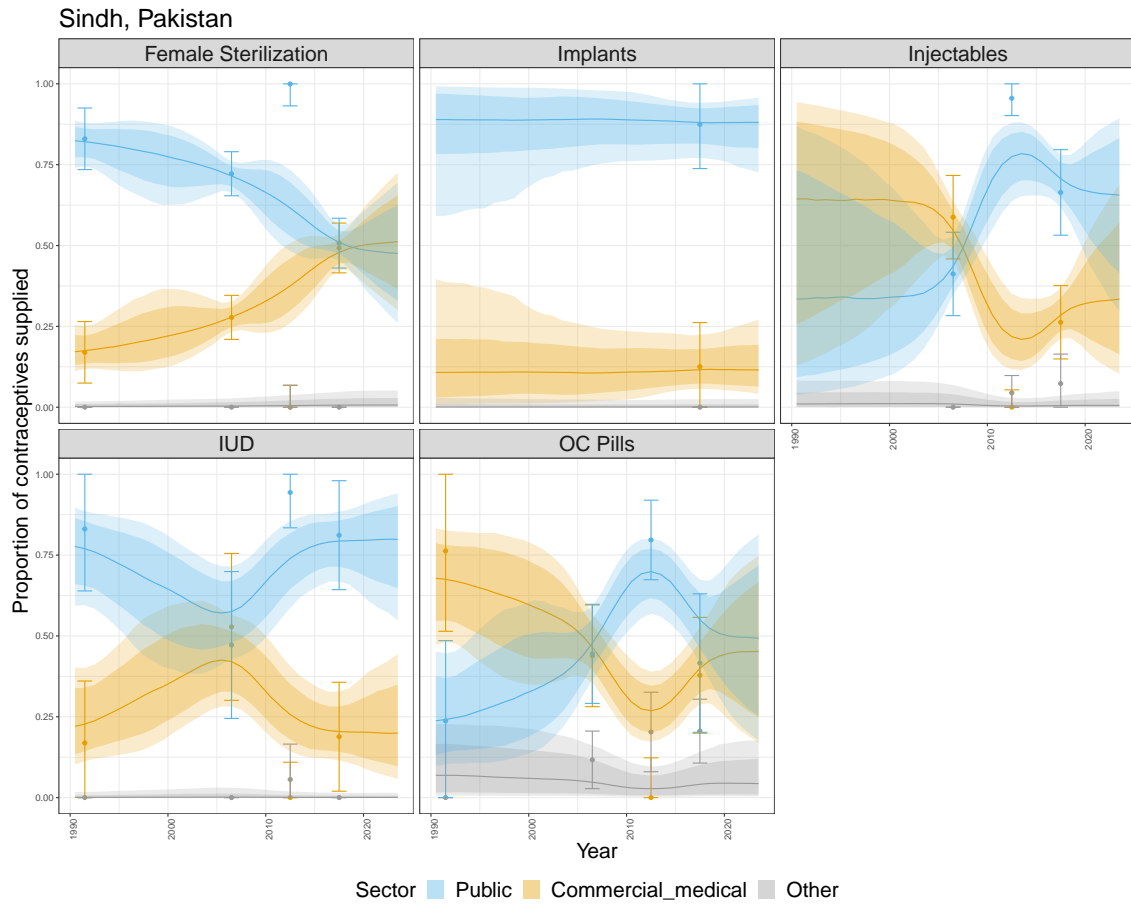 Sindh, Pakistan
Female Sterilization
Implants
Injectables
1.00
0.75
0.50
0.25
0.00
1990
2000
2010
2020
IUD
OC Pills
1.00
0.75
0.50
0.25
0.00
1990
2000
2010
2020
1990
2000
2010
2020
Proportion of contraceptives supplied
Year
Sector Public Commercial_medical Other